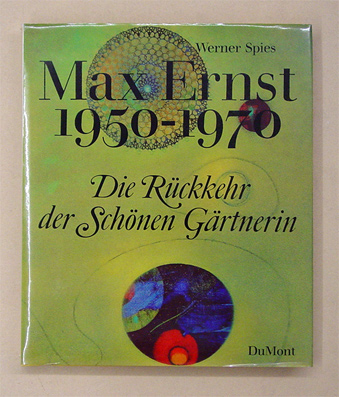 Werner Spies
Max Ernst
1950-1970
Die Rückkehr
der Schönen Gärtnerin
DuMont